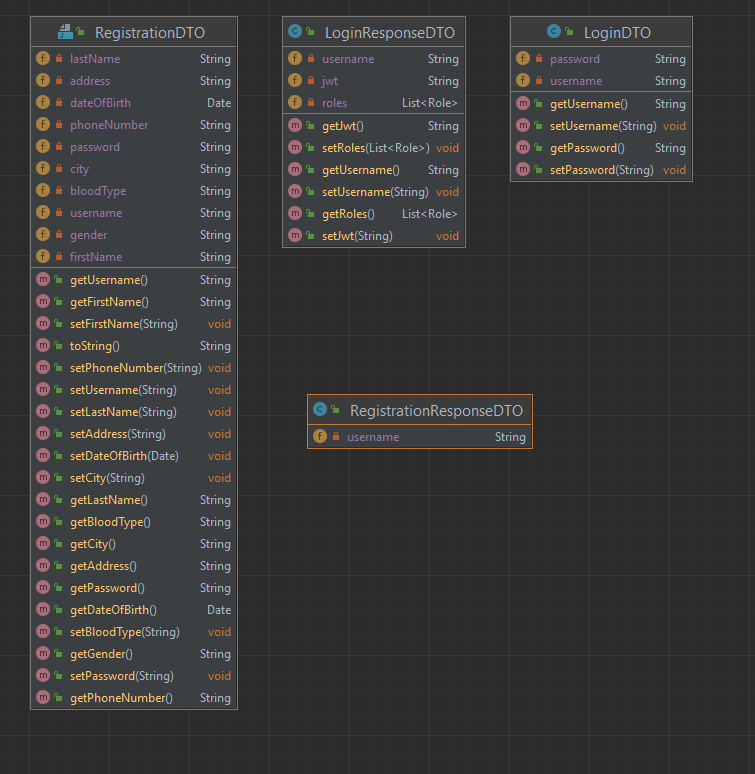 RegistrationDTO
lastName String
address String
dateOfBirth Date
phoneNumber String
password String
city String
bloodType String
username String
gender String
firstName String
getUsername() String
getFirstName() String
setFirstName(String) void
toString() String
setPhoneNumber(String) void
setUsername(String) void
setLastName(String) void
setAddress(String) void
setDateOfBirth(Date) void
setCity(String) void
getLastName() String
getBloodType() String
getCity() String
getAddress() String
getPassword() String
getDateOfBirth() Date
setBloodType(String) void
getGender() String
setPassword(String) void
getPhoneNumber() String
LoginResponseDTO
username String
jwt String
roles List<Role>
getJwt() String
setRoles(List<Role>) void
getUsername() String
setUsername(String) void
getRoles() List<Role>
setJwt(String) void
LoginDTO
password String
username String
getUsername() String
setUsername(String) void
getPassword() String
setPassword(String) void
RegistrationResponseDTO
username String